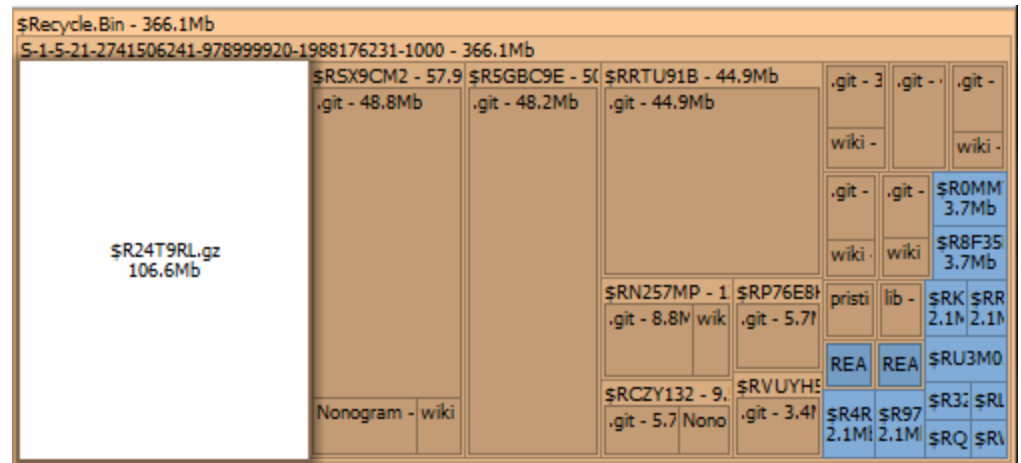 $Recycle.Bin - 366.1Mb
S-1-5-21-2741506241-978999920-1988176231-1000 - 366.1Mb
$R24T9RL.gz
106.6Mb
$RSX9CM2 - 57.9
.git - 48.8Mb
Nonogram - wiki
$R5GBC9E - 50
.git - 48.2Mb
$RRTU91B - 44.9Mb
.git - 44.9Mb
$RN257MP - 1
.git - 8.8M wik
$RP76E8
.git - 5.7
$RCZY132 - 9.
.git - 5.7 Nono
$RVUYH5
.git - 3.4
.git - 3
wiki -
.git -
.git -
wiki -
.git -
wiki
.git -
wiki
$R0MM
3.7Mb
$R8F35
3.7Mb
pristi
lib -
$RK
2.1M
$RR
2.1
REA
REA
$RU3M0
$R4R
2.1M
$R97
2.1M
$R32
$RL
$RQ
$R